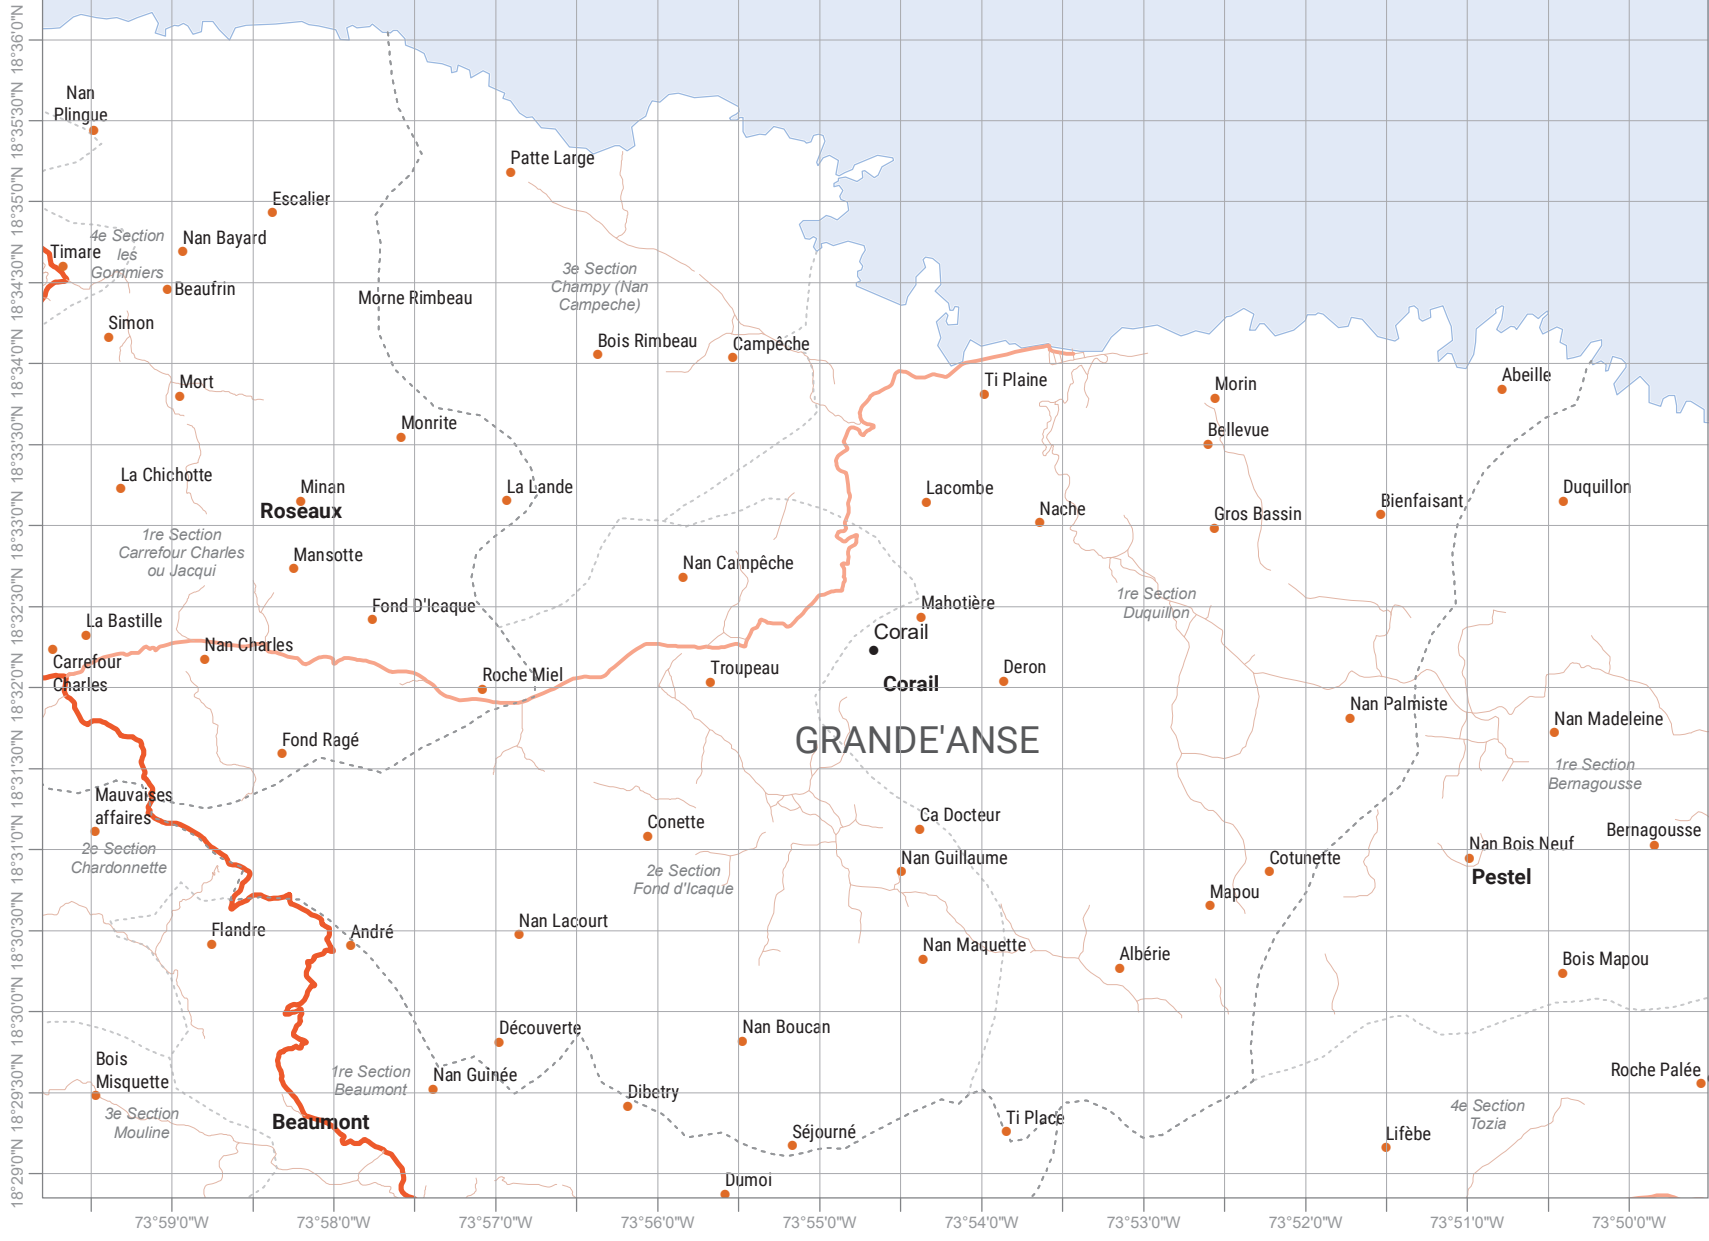 18°36'0"N
18°35'30"N
18°35'0"N
18°34'30"N
18°34'0"N
18°33'30"N
18°33'0"N
18°32'30"N
18°32'0"N
18°31'30"N
18°31'0"N
18°30'30"N
18°30'0"N
18°29'30"N
18°29'0"N
Nan
Plingue
Patte Large
Escalier
Nan Bayard
4e Section
les
Gommiers
Timare
Beaufrin
3e Section
Champy (Nan
Campeche)
Morne Rimbeau
Simon
Bois Rimbeau
Campêche
Mort
Ti Plaine
Morin
Abeille
Monrite
Bellevue
La Chichotte
Minan
Roseaux
La Lande
Lacombe
Nache
Gros Bassin
Bienfaisant
Duquillon
1re Section
Carrefour Charles
ou Jacqui
Mansotte
Nan Campêche
1re Section
Duquillon
Fond D'Icaque
Mahotière
La Bastille
Corail
Nan Charles
Carrefour
Charles
Roche Miel
Troupeau
Deron
Corail
Nan Palmiste
Nan Madeleine
Fond Ragé
GRANDE'ANSE
1re Section
Bernagousse
Mauvaises
affaires
Conette
Ca Docteur
Bernagousse
Nan Bois Neuf
2e Section
Chardonnette
Nan Guillaume
Cotunette
2e Section
Fond d'Icaque
Pestel
Mapou
Flandre
André
Nan Lacourt
Nan Maquette
Albérie
Bois Mapou
Découverte
Nan Boucan
Bois
Misquette
1re Section
Beaumont
Nan Guinée
Roche Palée
Dibetry
3e Section
Mouline
Beaumont
Ti Place
4e Section
Tozia
Séjourné
Lifèbe
Dumoi
73°59'0"W
73°58'0"W
73°57'0"W
73°56'0"W
73°55'0"W
73°54'0"W
73°53'0"W
73°52'0"W
73°51'0"W
73°50'0"W